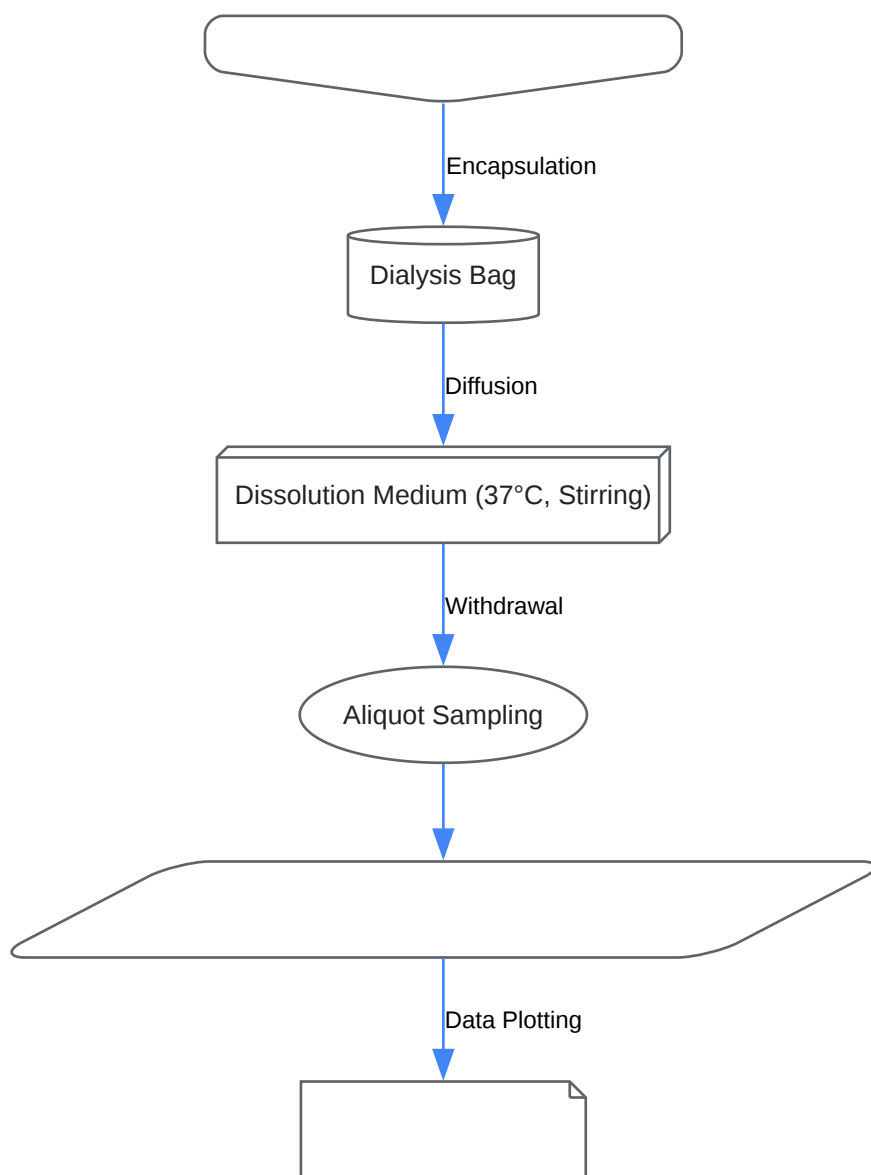 Encapsulation
Dialysis Bag
Diffusion
Dissolution Medium (37°C, Stirring)
Withdrawal
Aliquot Sampling
Data Plotting